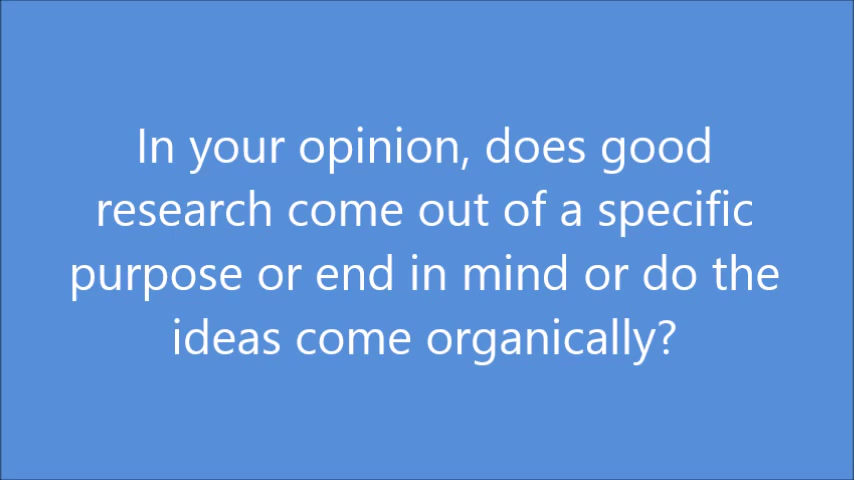 In your opinion, does good
research come out of a specific
purpose or end in mind or do the
ideas come organically?